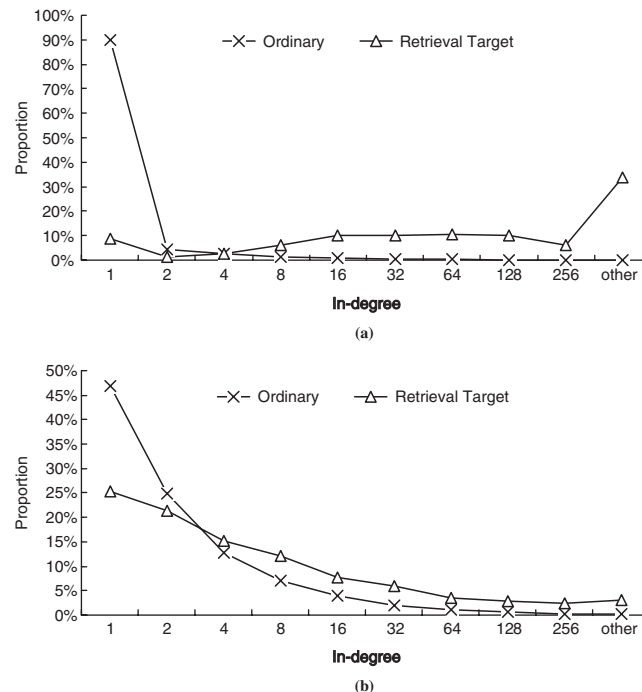 100%
90%
80%
70%
60%
50%
40%
30%
20%
10%
0%
Proportion
Ordinary Retrieval Target
1 2 4 8 16 32 64 128 256 other
In-degree
(a)
50%
45%
40%
35%
30%
25%
20%
15%
10%
5%
0%
Proportion
Ordinary Retrieval Target
1 2 4 8 16 32 64 128 256 other
In-degree
(b)